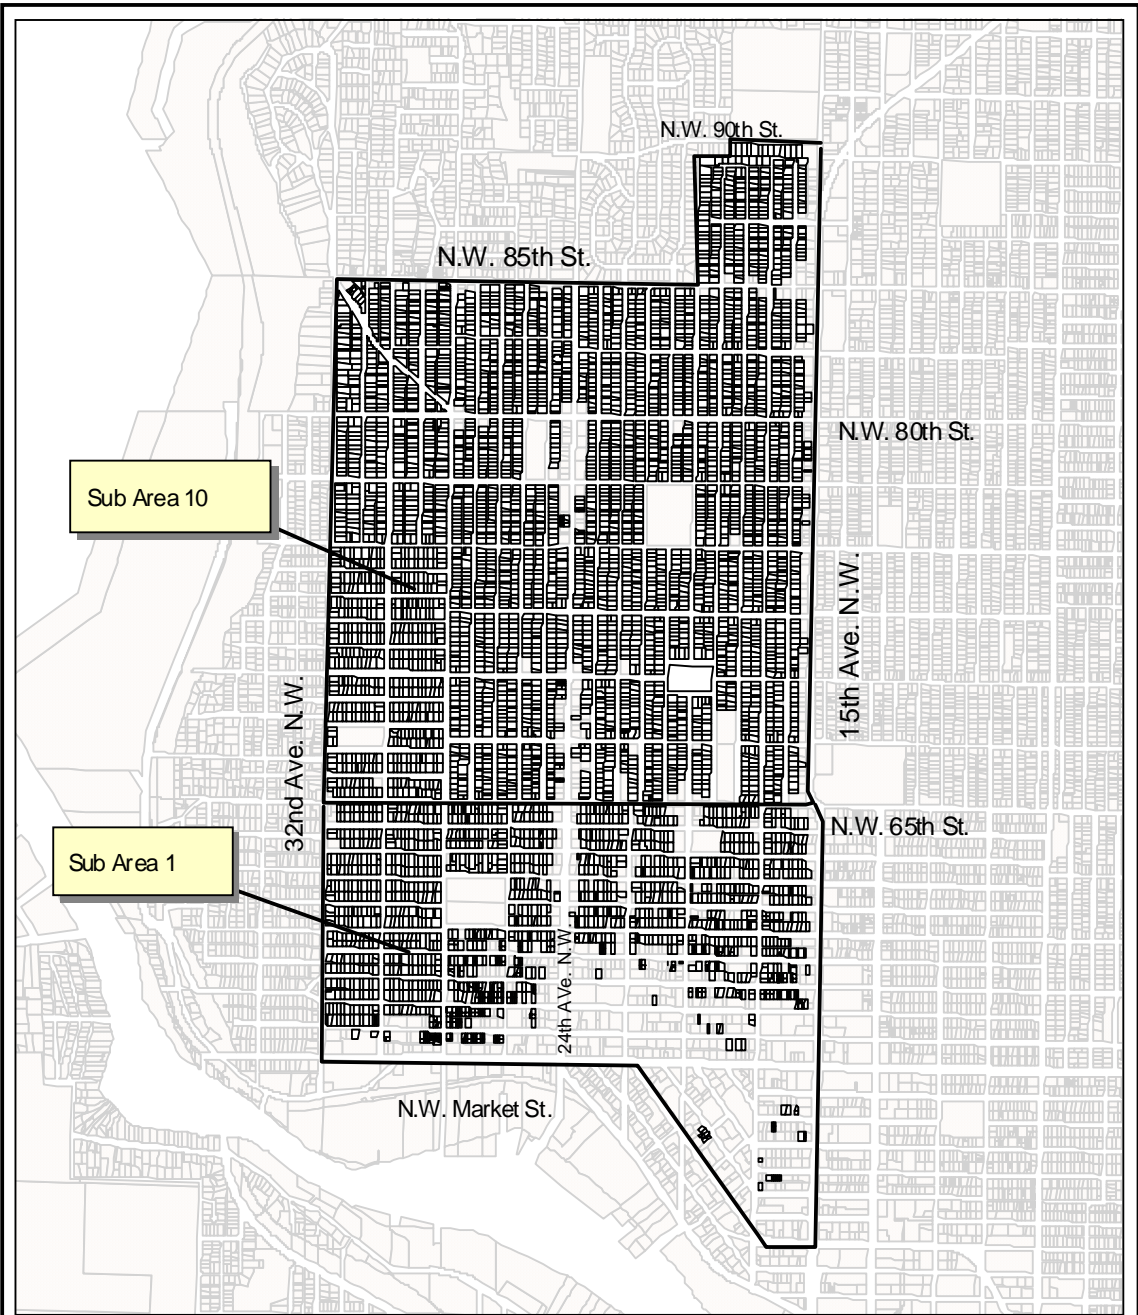 N.W. 90th St.
N.W. 85th St.
N.W. 80th St.
Sub Area 10
15th Ave. N.W.
32nd Ave. N.W.
N.W. 65th St.
Sub Area 1
24th AVe. N.W.
N.W. Market St.